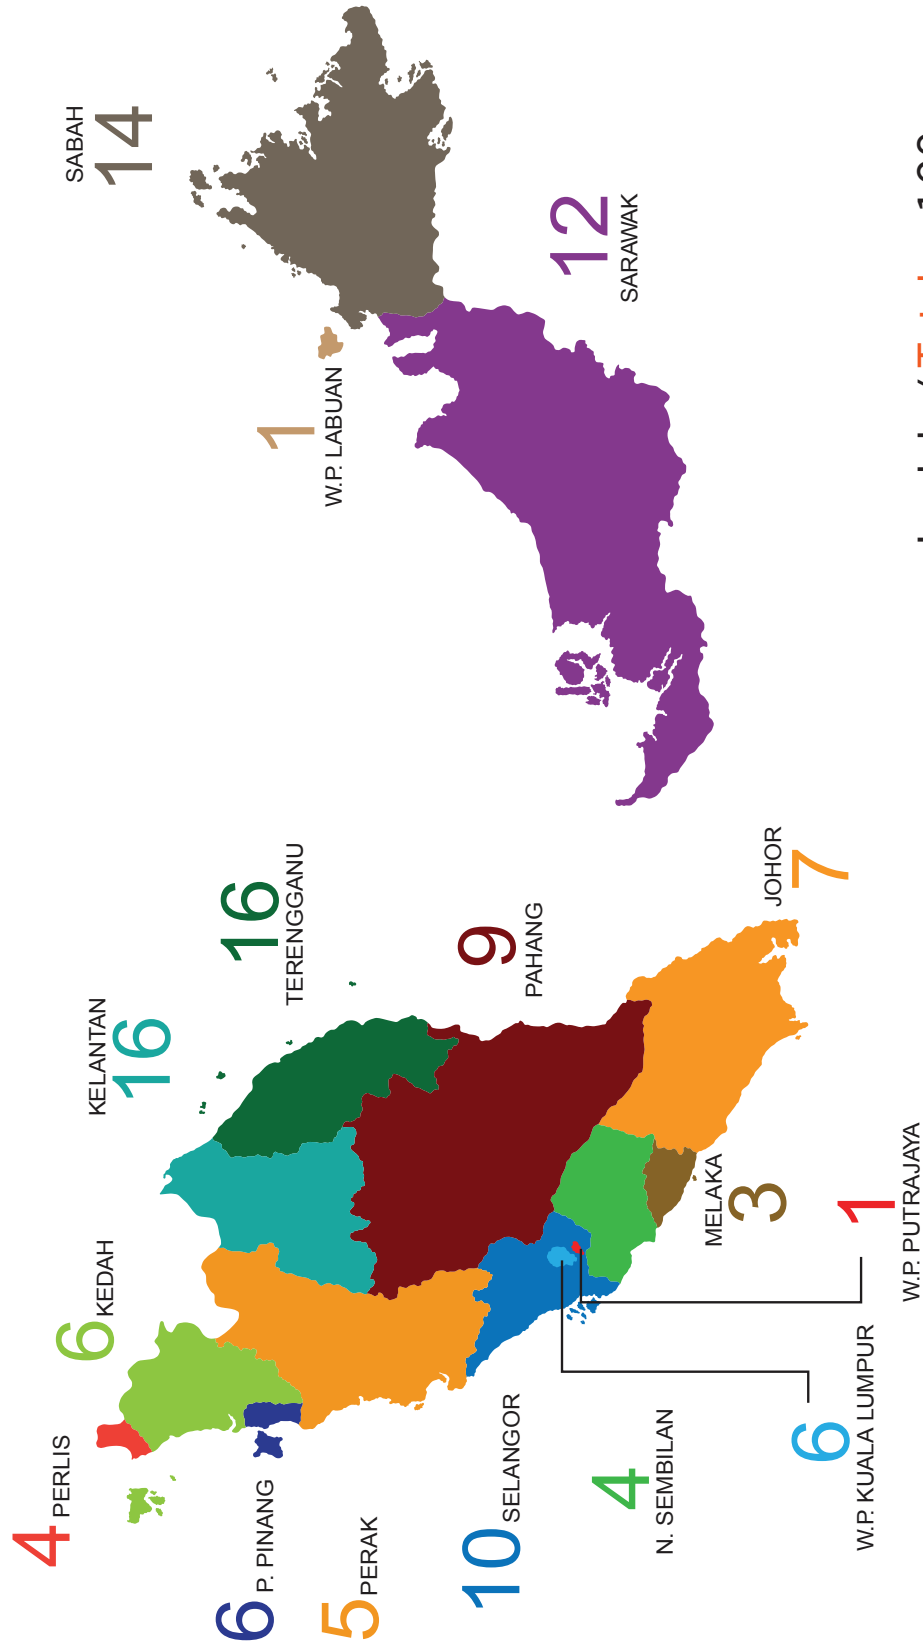 4 PERLIS
6
KEDAH
KELANTAN
16
16
TERENGGANU
6 P. PINANG
5 PERAK
9
PAHANG
10 SELANGOR
4
N. SEMBILAN
MELAKA
3
JOHOR
7
6
W.P. KUALA LUMPUR
1
W.P. PUTRAJAYA
SABAH
14
1
W.P. LABUAN
12
SARAWAK